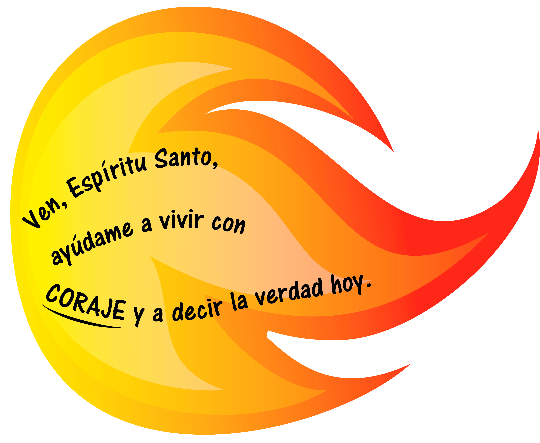 Ven, Espíritu Santo,
ayúdame a vivir con
CORAJE y a decir la verdad hoy.